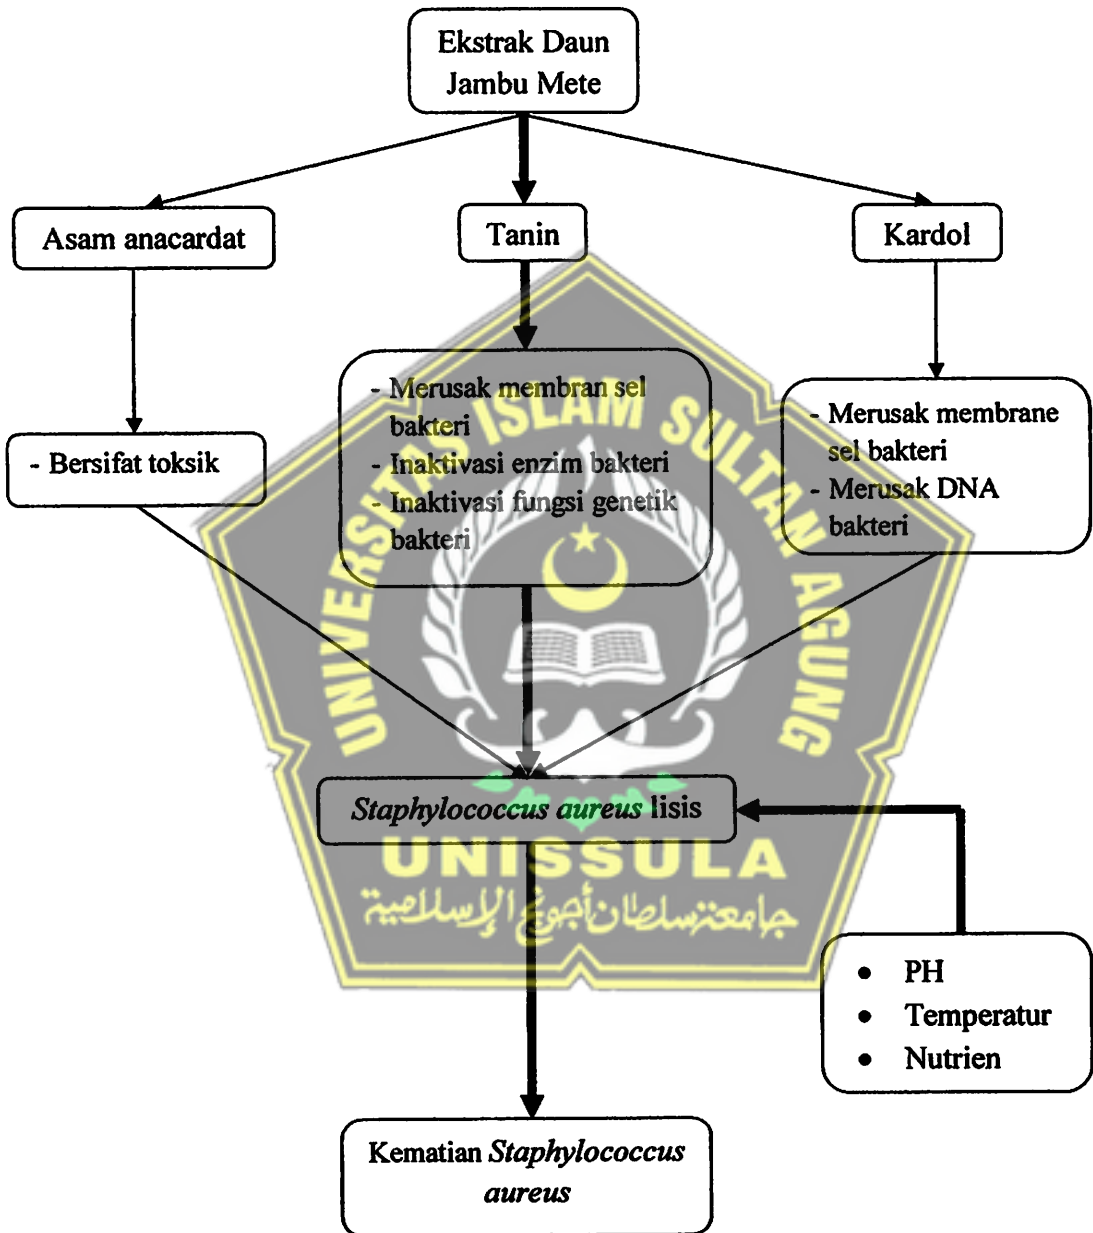 Ekstrak Daun
Jambu Mete
Asam anacardat
Tanin
Kardol
- Bersifat toksik
- Merusak membran sel
bakteri
- Inaktivasi enzim bakteri
- Inaktivasi fungsi genetik
bakteri
- Merusak membrane
sel bakteri
- Merusak DNA
bakteri
UNIVERSITAS ISLAM SULTAN AGUNG
Staphylococcus aureus lisis
UNISSULA
جامعة سلطان أجونج الإسلامية
• PH
• Temperatur
• Nutrien
Kematian Staphylococcus
aureus